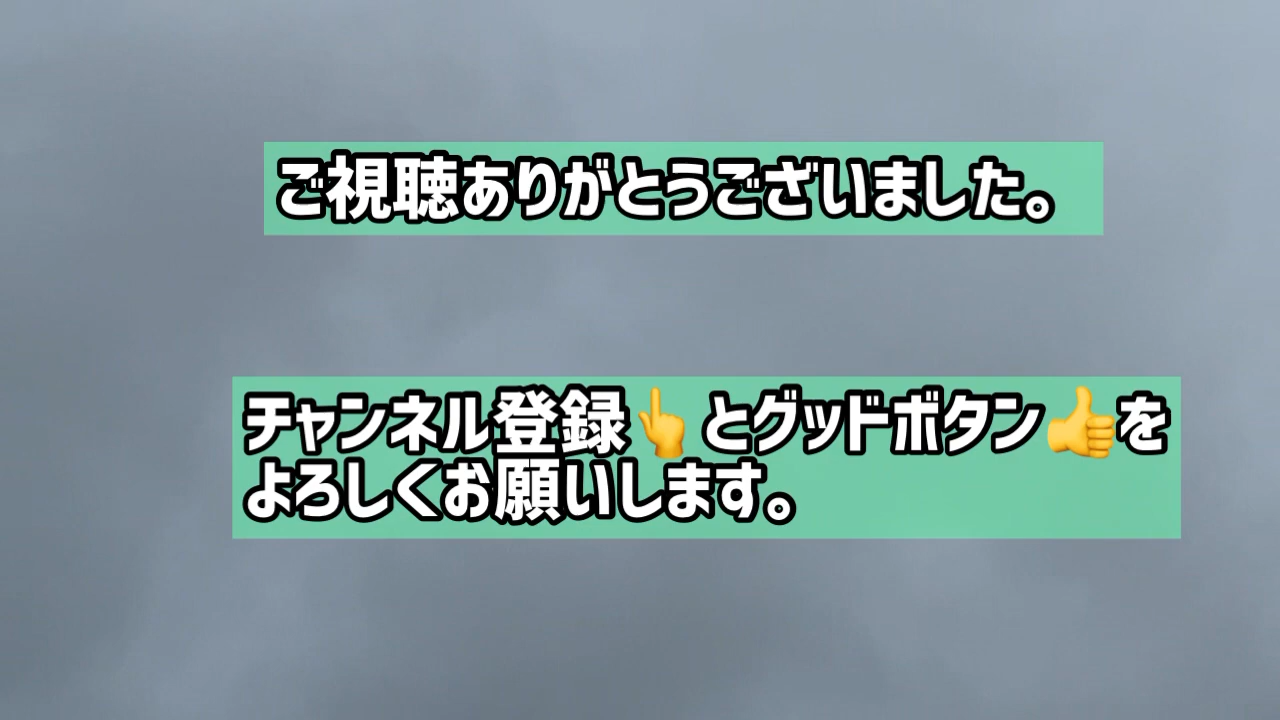 ご視聴ありがとうございました。
チャンネル登録👆とグッドボタン👍を
よろしくお願いします。